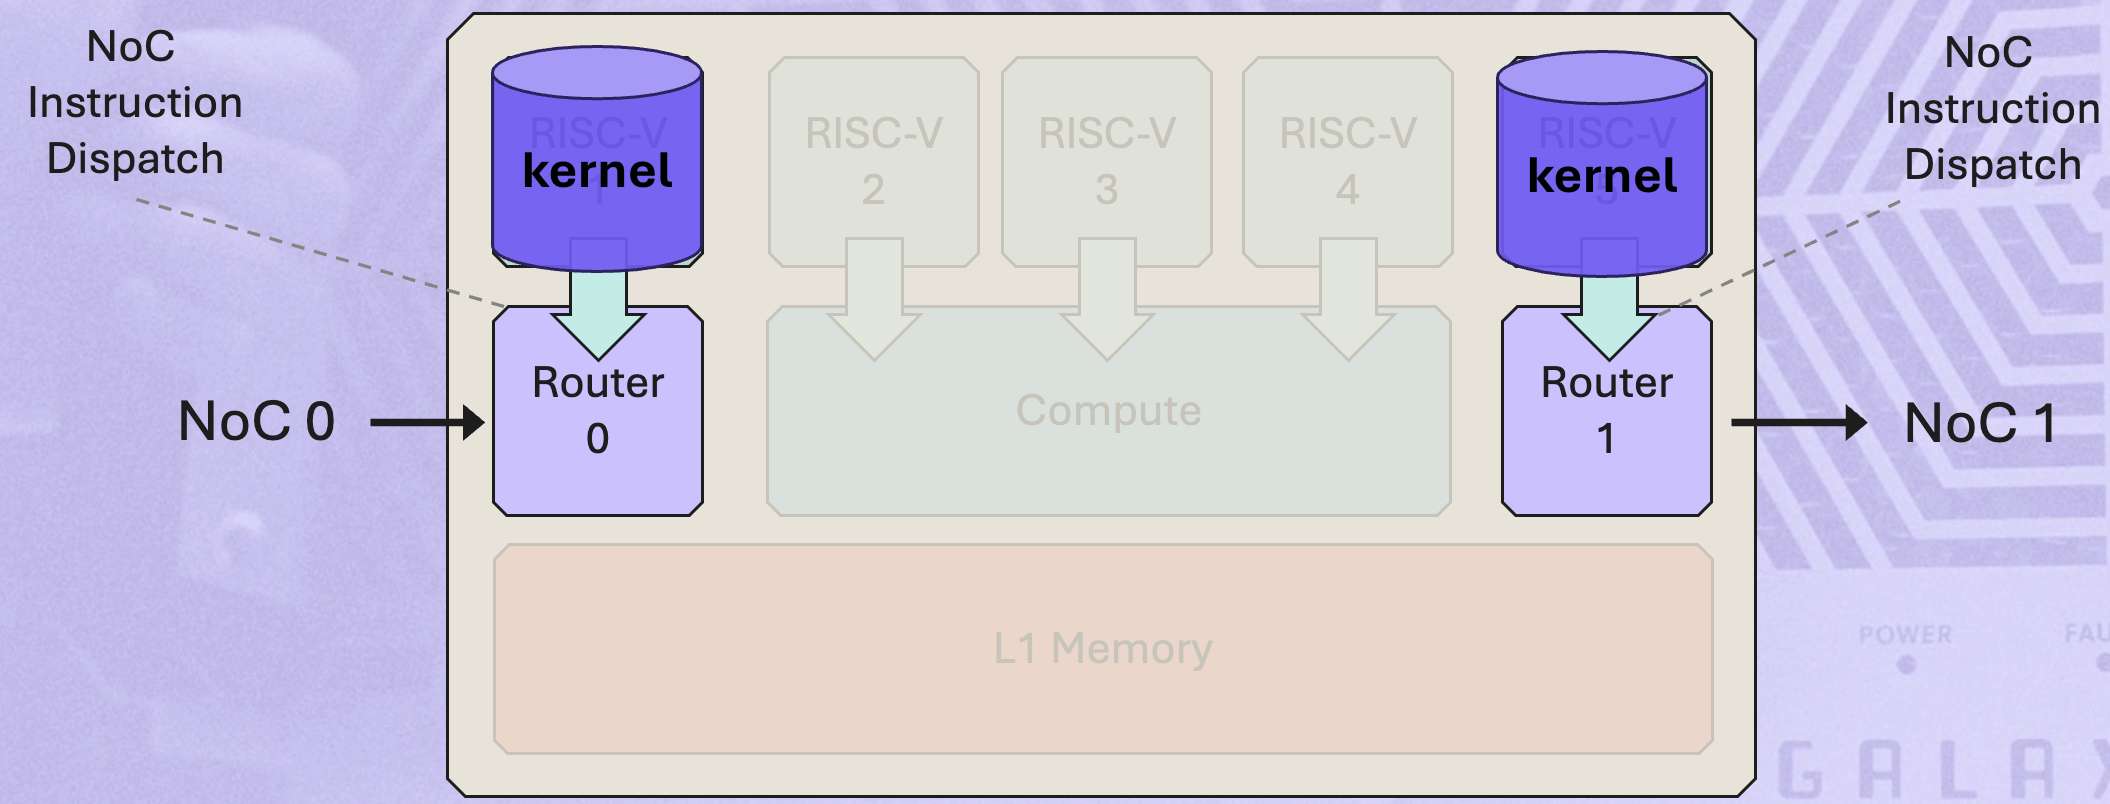 NoC
Instruction
Dispatch
RISC-V
1
kernel
RISC-V
2
RISC-V
3
RISC-V
4
RISC-V
5
kernel
NoC
Instruction
Dispatch
NoC 0
Router
0
Compute
Router
1
NoC 1
L1 Memory
POWER
FAU
GALAX